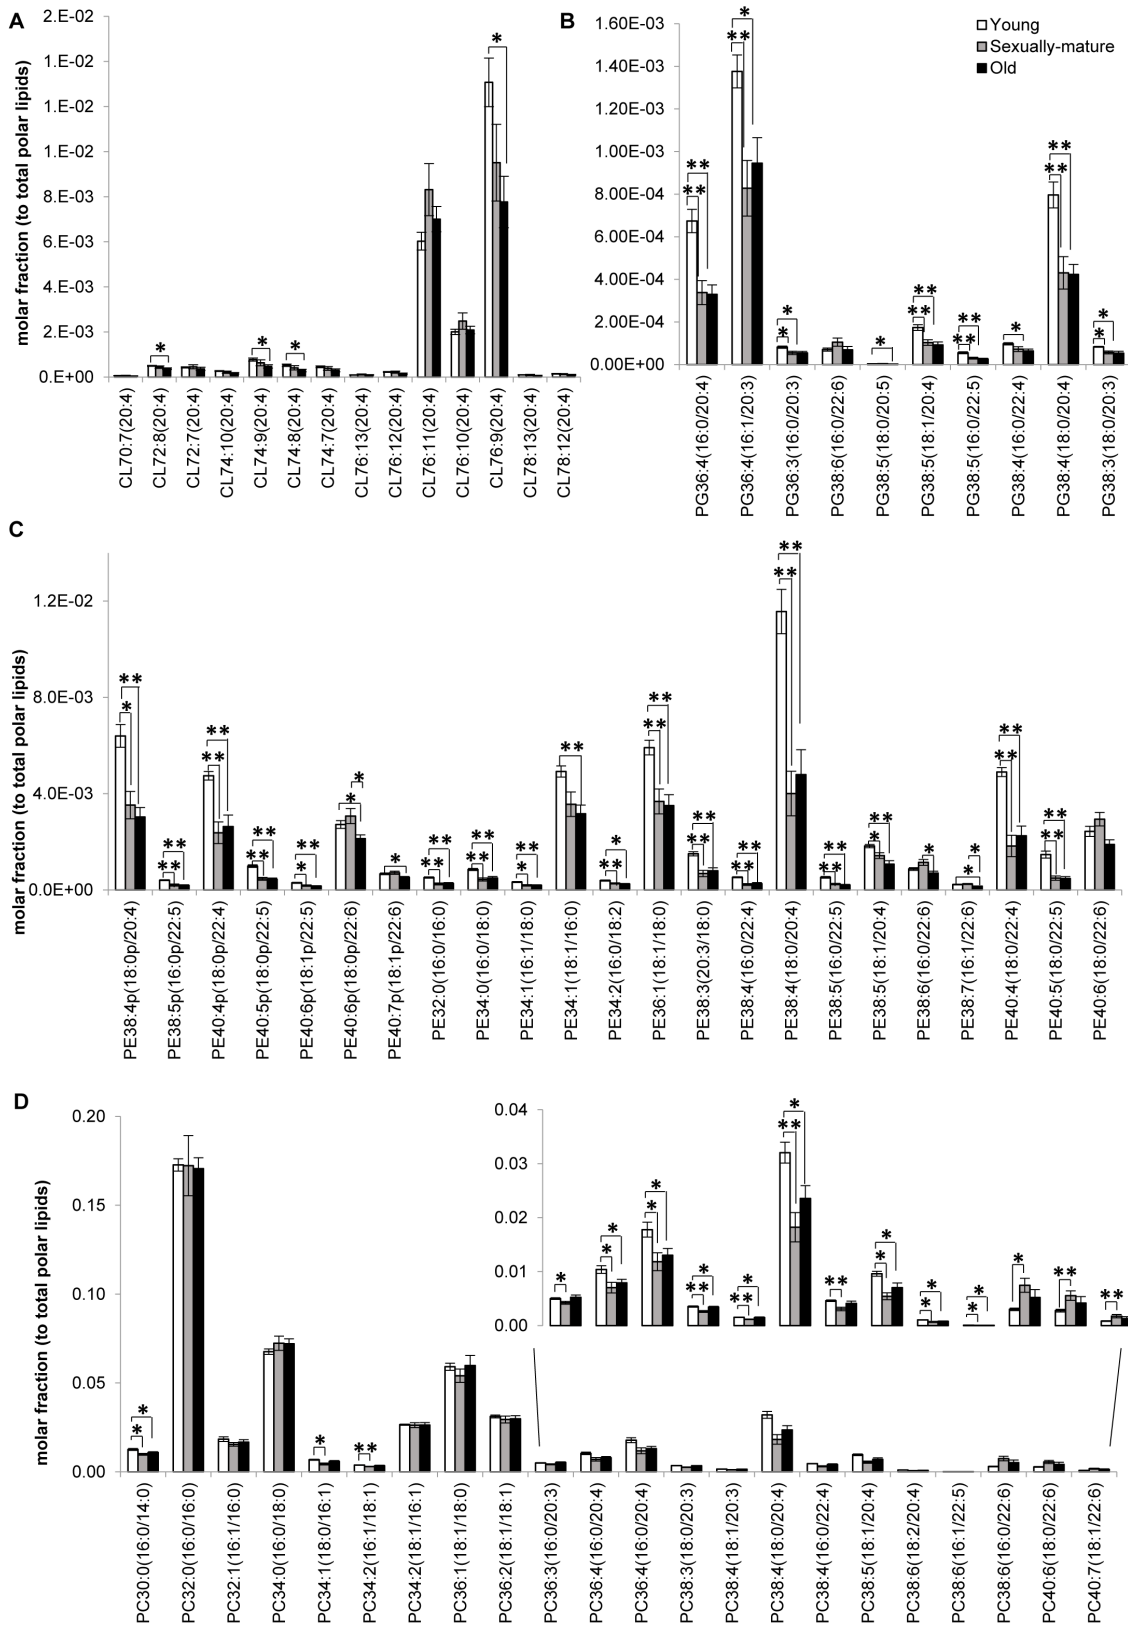 A
molar fraction (to total polar lipids)
2.E-02
1.E-02
1.E-02
1.E-02
8.E-03
6.E-03
4.E-03
2.E-03
0.E+00
*
*
*
*
CL70:7(20:4)
CL72:8(20:4)
CL72:7(20:4)
CL74:10(20:4)
CL74:9(20:4)
CL74:8(20:4)
CL74:7(20:4)
CL76:13(20:4)
CL76:12(20:4)
CL76:11(20:4)
CL76:10(20:4)
CL76:9(20:4)
CL78:13(20:4)
CL78:12(20:4)
B
1.60E-03
1.40E-03
1.20E-03
1.00E-03
8.00E-04
6.00E-04
4.00E-04
2.00E-04
0.00E+00
Young
Sexually-mature
Old
**
**
*
**
*
*
*
**
**
**
**
*
**
**
*
*
PG36:4(16:0/20:4)
PG36:4(16:1/20:3)
PG36:3(16:0/20:3)
PG38:6(16:0/22:6)
PG38:5(18:0/20:5)
PG38:5(18:1/20:4)
PG38:5(16:0/22:5)
PG38:4(16:0/22:4)
PG38:4(18:0/20:4)
PG38:3(18:0/20:3)
C
molar fraction (to total polar lipids)
1.2E-02
8.0E-03
4.0E-03
0.0E+00
**
*
**
**
**
**
**
**
**
*
*
*
*
**
**
**
**
**
*
**
*
**
**
**
**
**
**
**
**
**
**
**
**
*
*
*
**
**
**
**
PE38:4p(18:0p/20:4)
PE38:5p(16:0p/22:5)
PE40:4p(18:0p/22:4)
PE40:5p(18:0p/22:5)
PE40:6p(18:1p/22:5)
PE40:6p(18:0p/22:6)
PE40:7p(18:1p/22:6)
PE32:0(16:0/16:0)
PE34:0(16:0/18:0)
PE34:1(16:1/18:0)
PE34:1(18:1/16:0)
PE34:2(16:0/18:2)
PE36:1(18:1/18:0)
PE38:3(20:3/18:0)
PE38:4(16:0/22:4)
PE38:4(18:0/20:4)
PE38:5(16:0/22:5)
PE38:5(18:1/20:4)
PE38:6(16:0/22:6)
PE38:7(16:1/22:6)
PE40:4(18:0/22:4)
PE40:5(18:0/22:5)
PE40:6(18:0/22:6)
D
molar fraction (to total polar lipids)
0.20
0.15
0.10
0.05
0.00
*
*
*
**
0.04
0.03
0.02
0.01
0.00
*
*
*
*
*
*
**
*
**
*
**
**
*
*
*
*
*
*
*
**
**
PC30:0(16:0/14:0)
PC32:0(16:0/16:0)
PC32:1(16:1/16:0)
PC34:0(16:0/18:0)
PC34:1(18:0/16:1)
PC34:2(16:1/18:1)
PC34:2(18:1/16:1)
PC36:1(18:1/18:0)
PC36:2(18:1/18:1)
PC36:3(16:0/20:3)
PC36:4(16:0/20:4)
PC36:4(16:0/20:4)
PC38:3(18:0/20:3)
PC38:4(18:1/20:3)
PC38:4(18:0/20:4)
PC38:4(16:0/22:4)
PC38:5(18:1/20:4)
PC38:6(18:2/20:4)
PC38:6(16:1/22:5)
PC38:6(16:0/22:6)
PC40:6(18:0/22:6)
PC40:7(18:1/22:6)